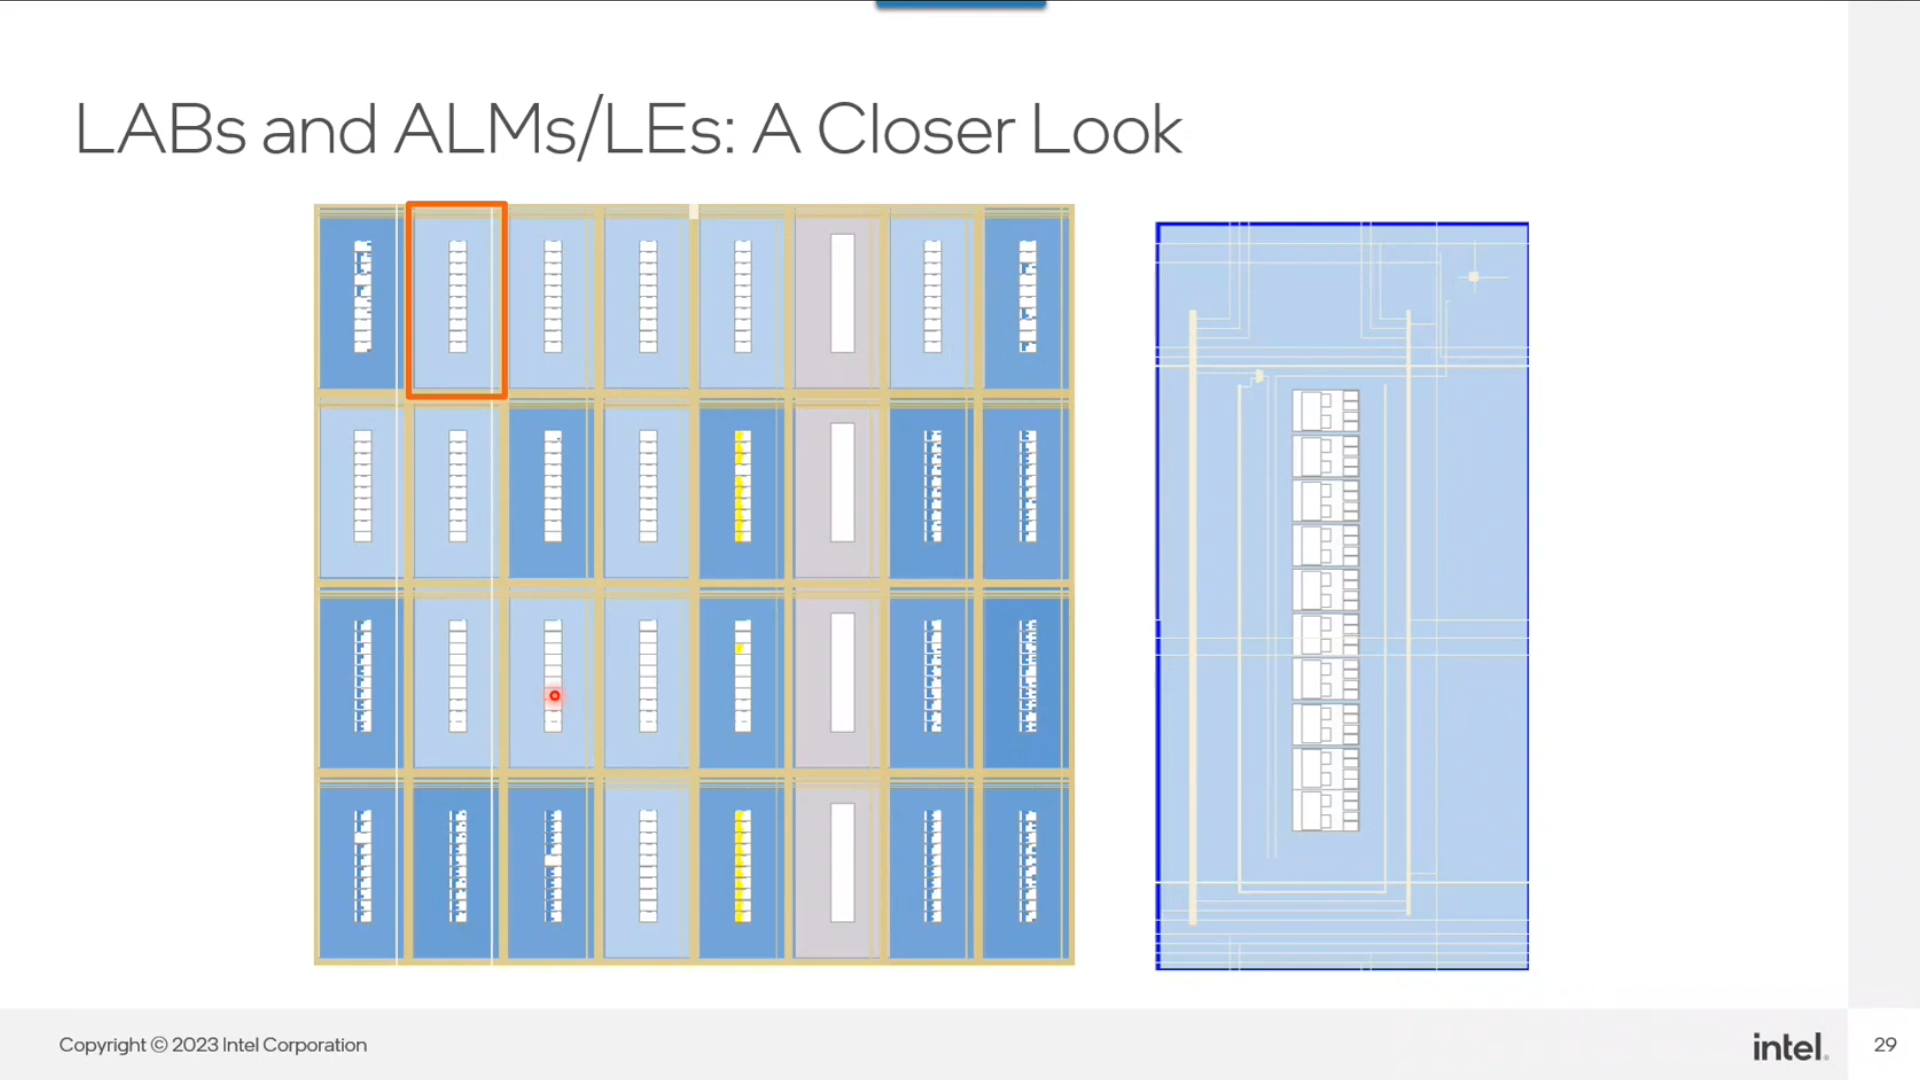 LABs and ALMs/LEs: A Closer Look
Copyright © 2023 Intel Corporation
intel.
29